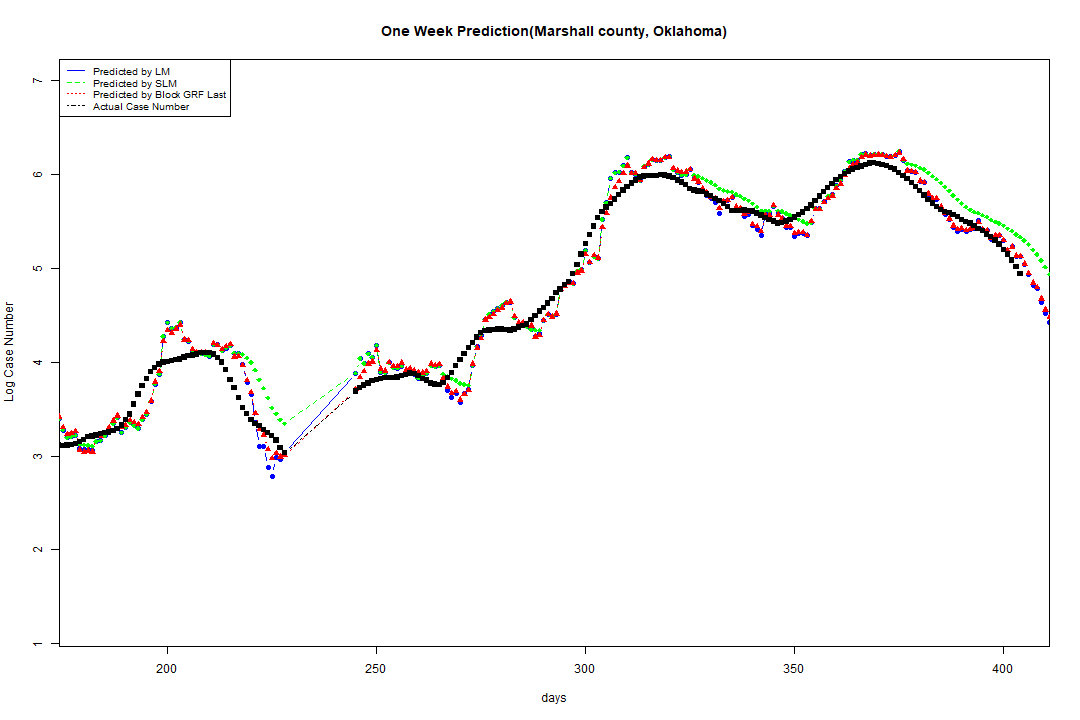 One Week Prediction(Marshall county, Oklahoma)
Predicted by LM
Predicted by SLM
Predicted by Block GRF Last
Actual Case Number
7
6
5
4
3
2
1
Log Case Number
200 250 300 350 400
days